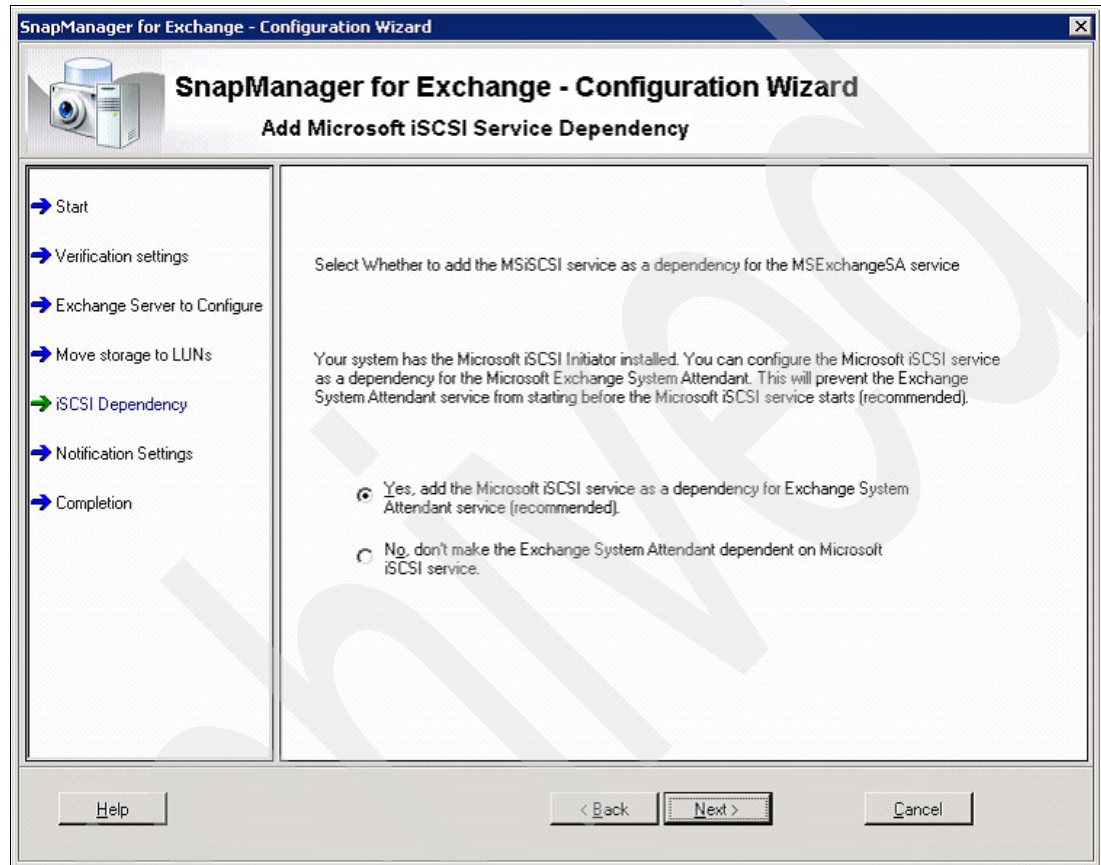 SnapManager for Exchange - Configuration Wizard
SnapManager for Exchange - Configuration Wizard
Add Microsoft iSCSI Service Dependency
Start
Verification settings
Exchange Server to Configure
Move storage to LUNs
iSCSI Dependency
Notification Settings
Completion
Select Whether to add the MSiSCSI service as a dependency for the MSExchangeSA service
Your system has the Microsoft iSCSI Initiator installed. You can configure the Microsoft iSCSI service
as a dependency for the Microsoft Exchange System Attendant. This will prevent the Exchange
System Attendant service from starting before the Microsoft iSCSI service starts (recommended).
Yes, add the Microsoft iSCSI service as a dependency for Exchange System
Attendant service (recommended).
No, don't make the Exchange System Attendant dependent on Microsoft
iSCSI service.
Help
< Back
Next >
Cancel